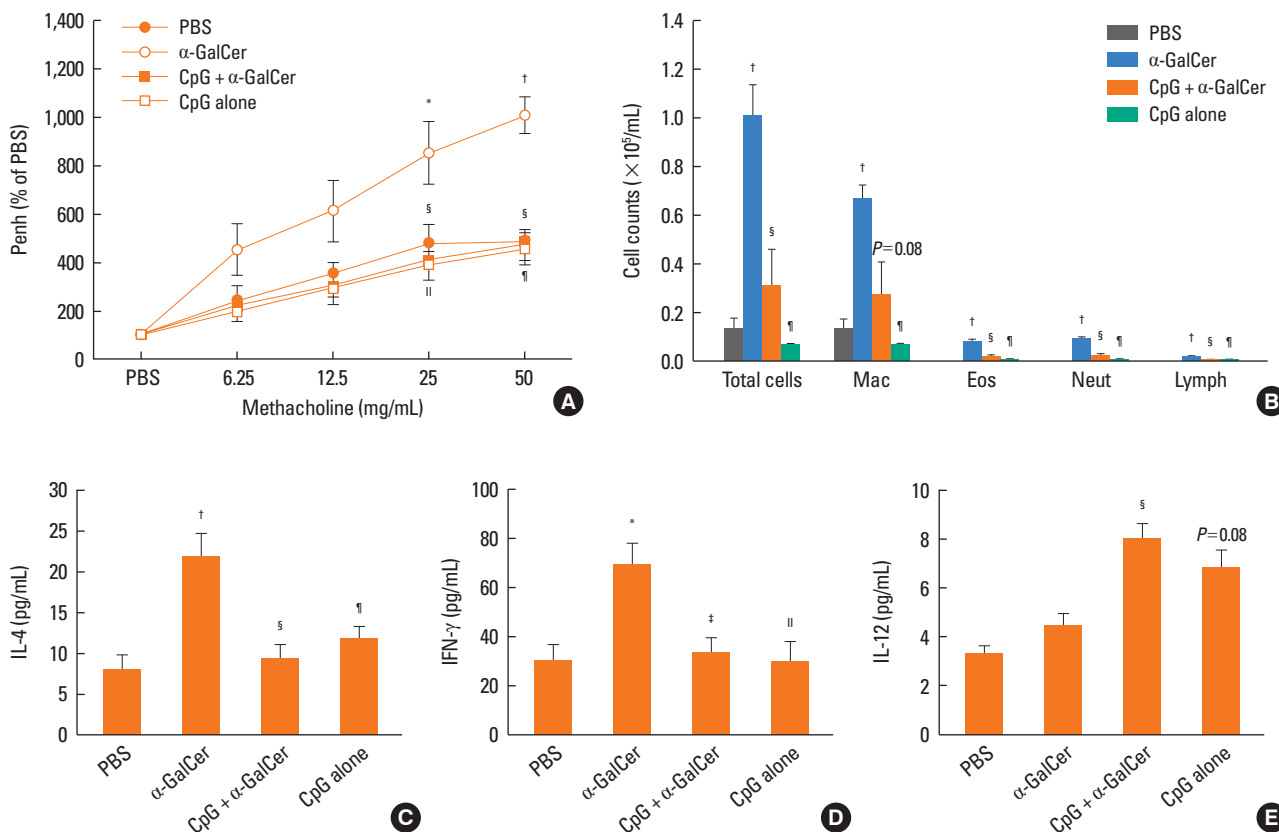 1,400
1,200
1,000
800
600
400
200
0
Penh (% of PBS)
PBS
α-GalCer
CpG + α-GalCer
CpG alone
*
†
§
§
||
¶
PBS
6.25
12.5
25
50
Methacholine (mg/mL)
A
1.4
1.2
1.0
0.8
0.6
0.4
0.2
0.0
Cell counts (×10⁵/mL)
PBS
α-GalCer
CpG + α-GalCer
CpG alone
†
§
¶
†
P=0.08
¶
†
§
¶
†
§
¶
†
§
¶
Total cells
Mac
Eos
Neut
Lymph
B
30
25
20
15
10
5
0
IL-4 (pg/mL)
†
§
¶
PBS
α-GalCer
CpG + α-GalCer
CpG alone
C
100
80
60
40
20
0
IFN-γ (pg/mL)
*
‡
||
PBS
α-GalCer
CpG + α-GalCer
CpG alone
D
10
8
6
4
2
0
IL-12 (pg/mL)
§
P=0.08
PBS
α-GalCer
CpG + α-GalCer
CpG alone
E